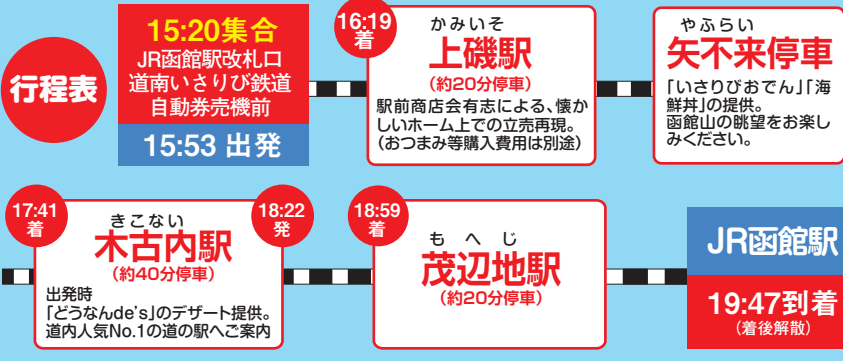 行程表
15:20集合
JR函館駅改札口
道南いさりび鉄道
自動券売機前
15:53 出発
16:19
着
かみいそ
上磯駅
(約20分停車)
駅前商店会有志による、懐か
しいホーム上での立売再現。
(おつまみ等購入費用は別途)
やふらい
矢不来停車
「いさりびおでん」「海
鮮丼」の提供。
函館山の眺望をお楽し
みください。
17:41
着
きこない
木古内駅
(約40分停車)
出発時
「どうなんde's」のデザート提供。
道内人気No.1の道の駅へご案内
18:22
発
18:59
着
もへじ
茂辺地駅
(約20分停車)
JR函館駅
19:47到着
(着後解散)